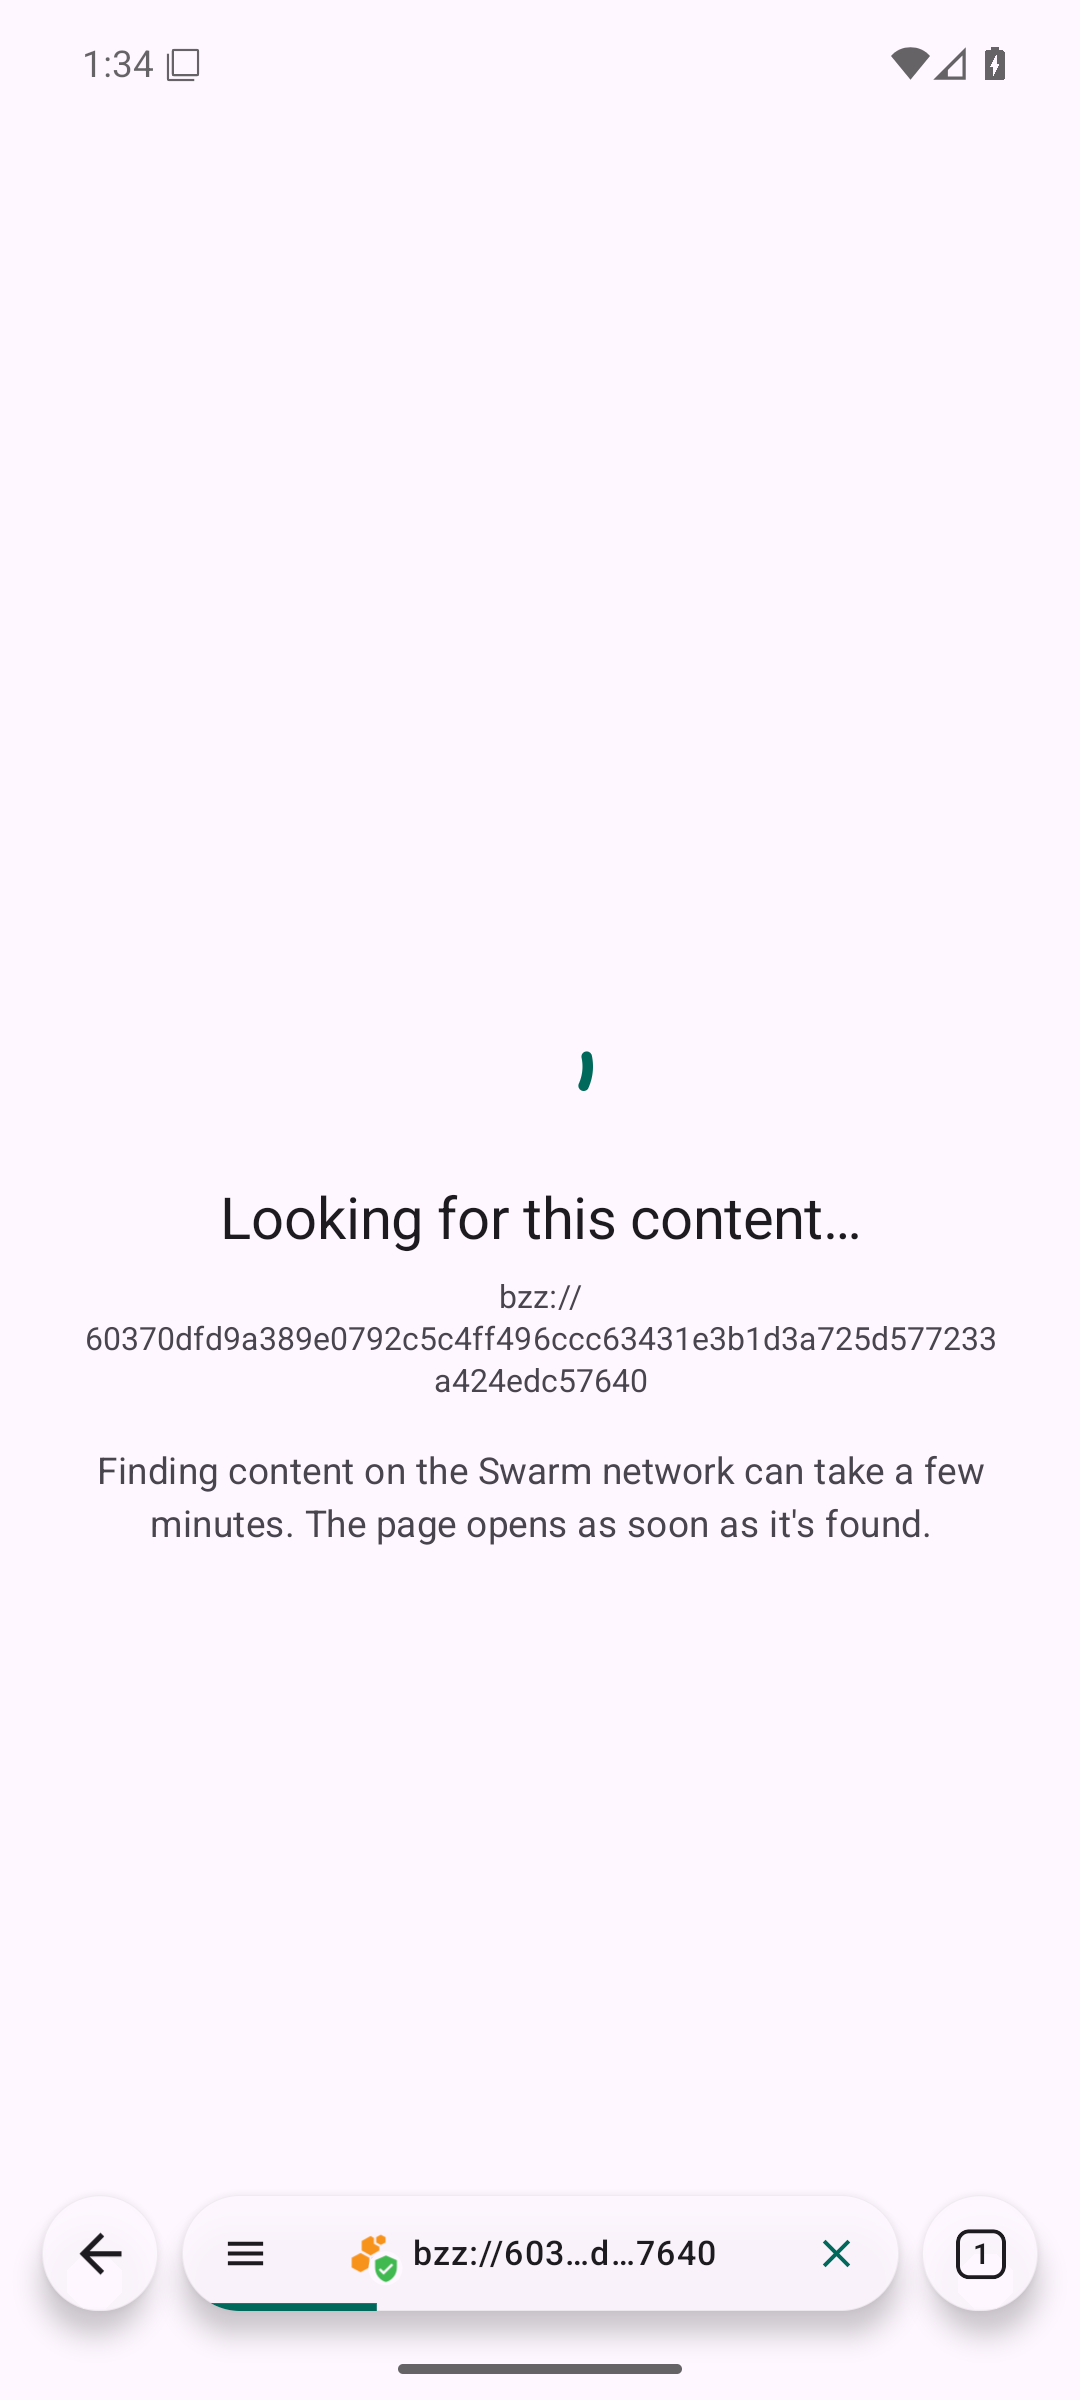 1:34
Looking for this content...
bzz://
60370dfd9a389e0792c5c4ff496ccc63431e3b1d3a725d577233
a424edc57640
Finding content on the Swarm network can take a few
minutes. The page opens as soon as it's found.
bzz://603...d...7640
1